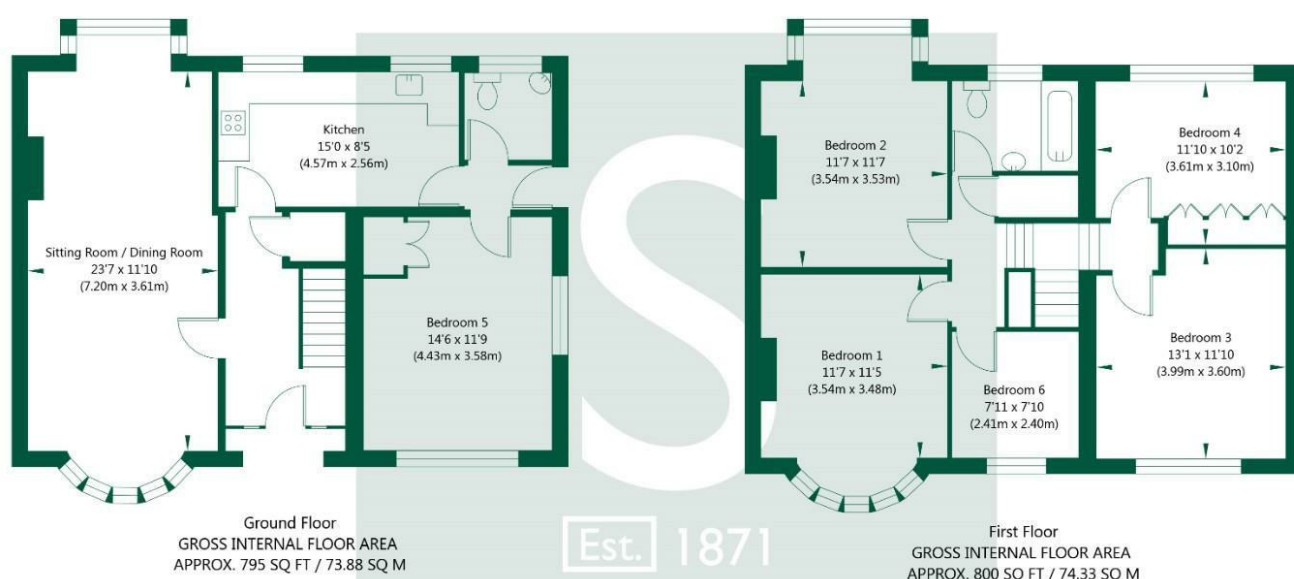 Kitchen
15'0 x 8'5
(4.57m x 2.56m)
Sitting Room / Dining Room
23'7 x 11'10
(7.20m x 3.61m)
Bedroom 5
14'6 x 11'9
(4.43m x 3.58m)
Ground Floor
GROSS INTERNAL FLOOR AREA
APPROX. 795 SQ FT / 73.88 SQ M
Bedroom 2
11'7 x 11'7
(3.54m x 3.53m)
Bedroom 4
11'10 x 10'2
(3.61m x 3.10m)
Bedroom 1
11'7 x 11'5
(3.54m x 3.48m)
Bedroom 6
7'11 x 7'10
(2.41m x 2.40m)
Bedroom 3
13'1 x 11'10
(3.99m x 3.60m)
First Floor
GROSS INTERNAL FLOOR AREA
APPROX. 800 SQ FT / 74.33 SQ M
S
Est. 1871